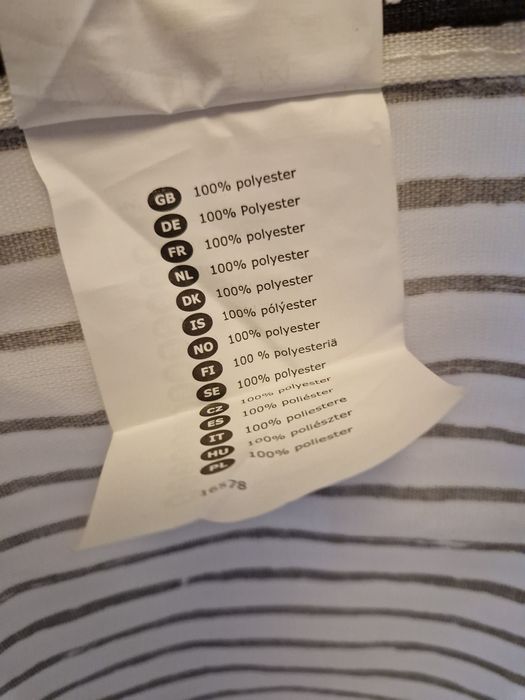 GB 100% polyester
DE 100% Polyester
FR 100% polyester
NL 100% polyester
DK 100% polyester
IS 100% pólýester
NO 100% polyester
FI 100 % polyesteriä
SE 100% polyester
CZ 100% polyester
ES 100% poliéster
IT 100% poliestere
HU 100% poliészter
PL 100% poliester
16578